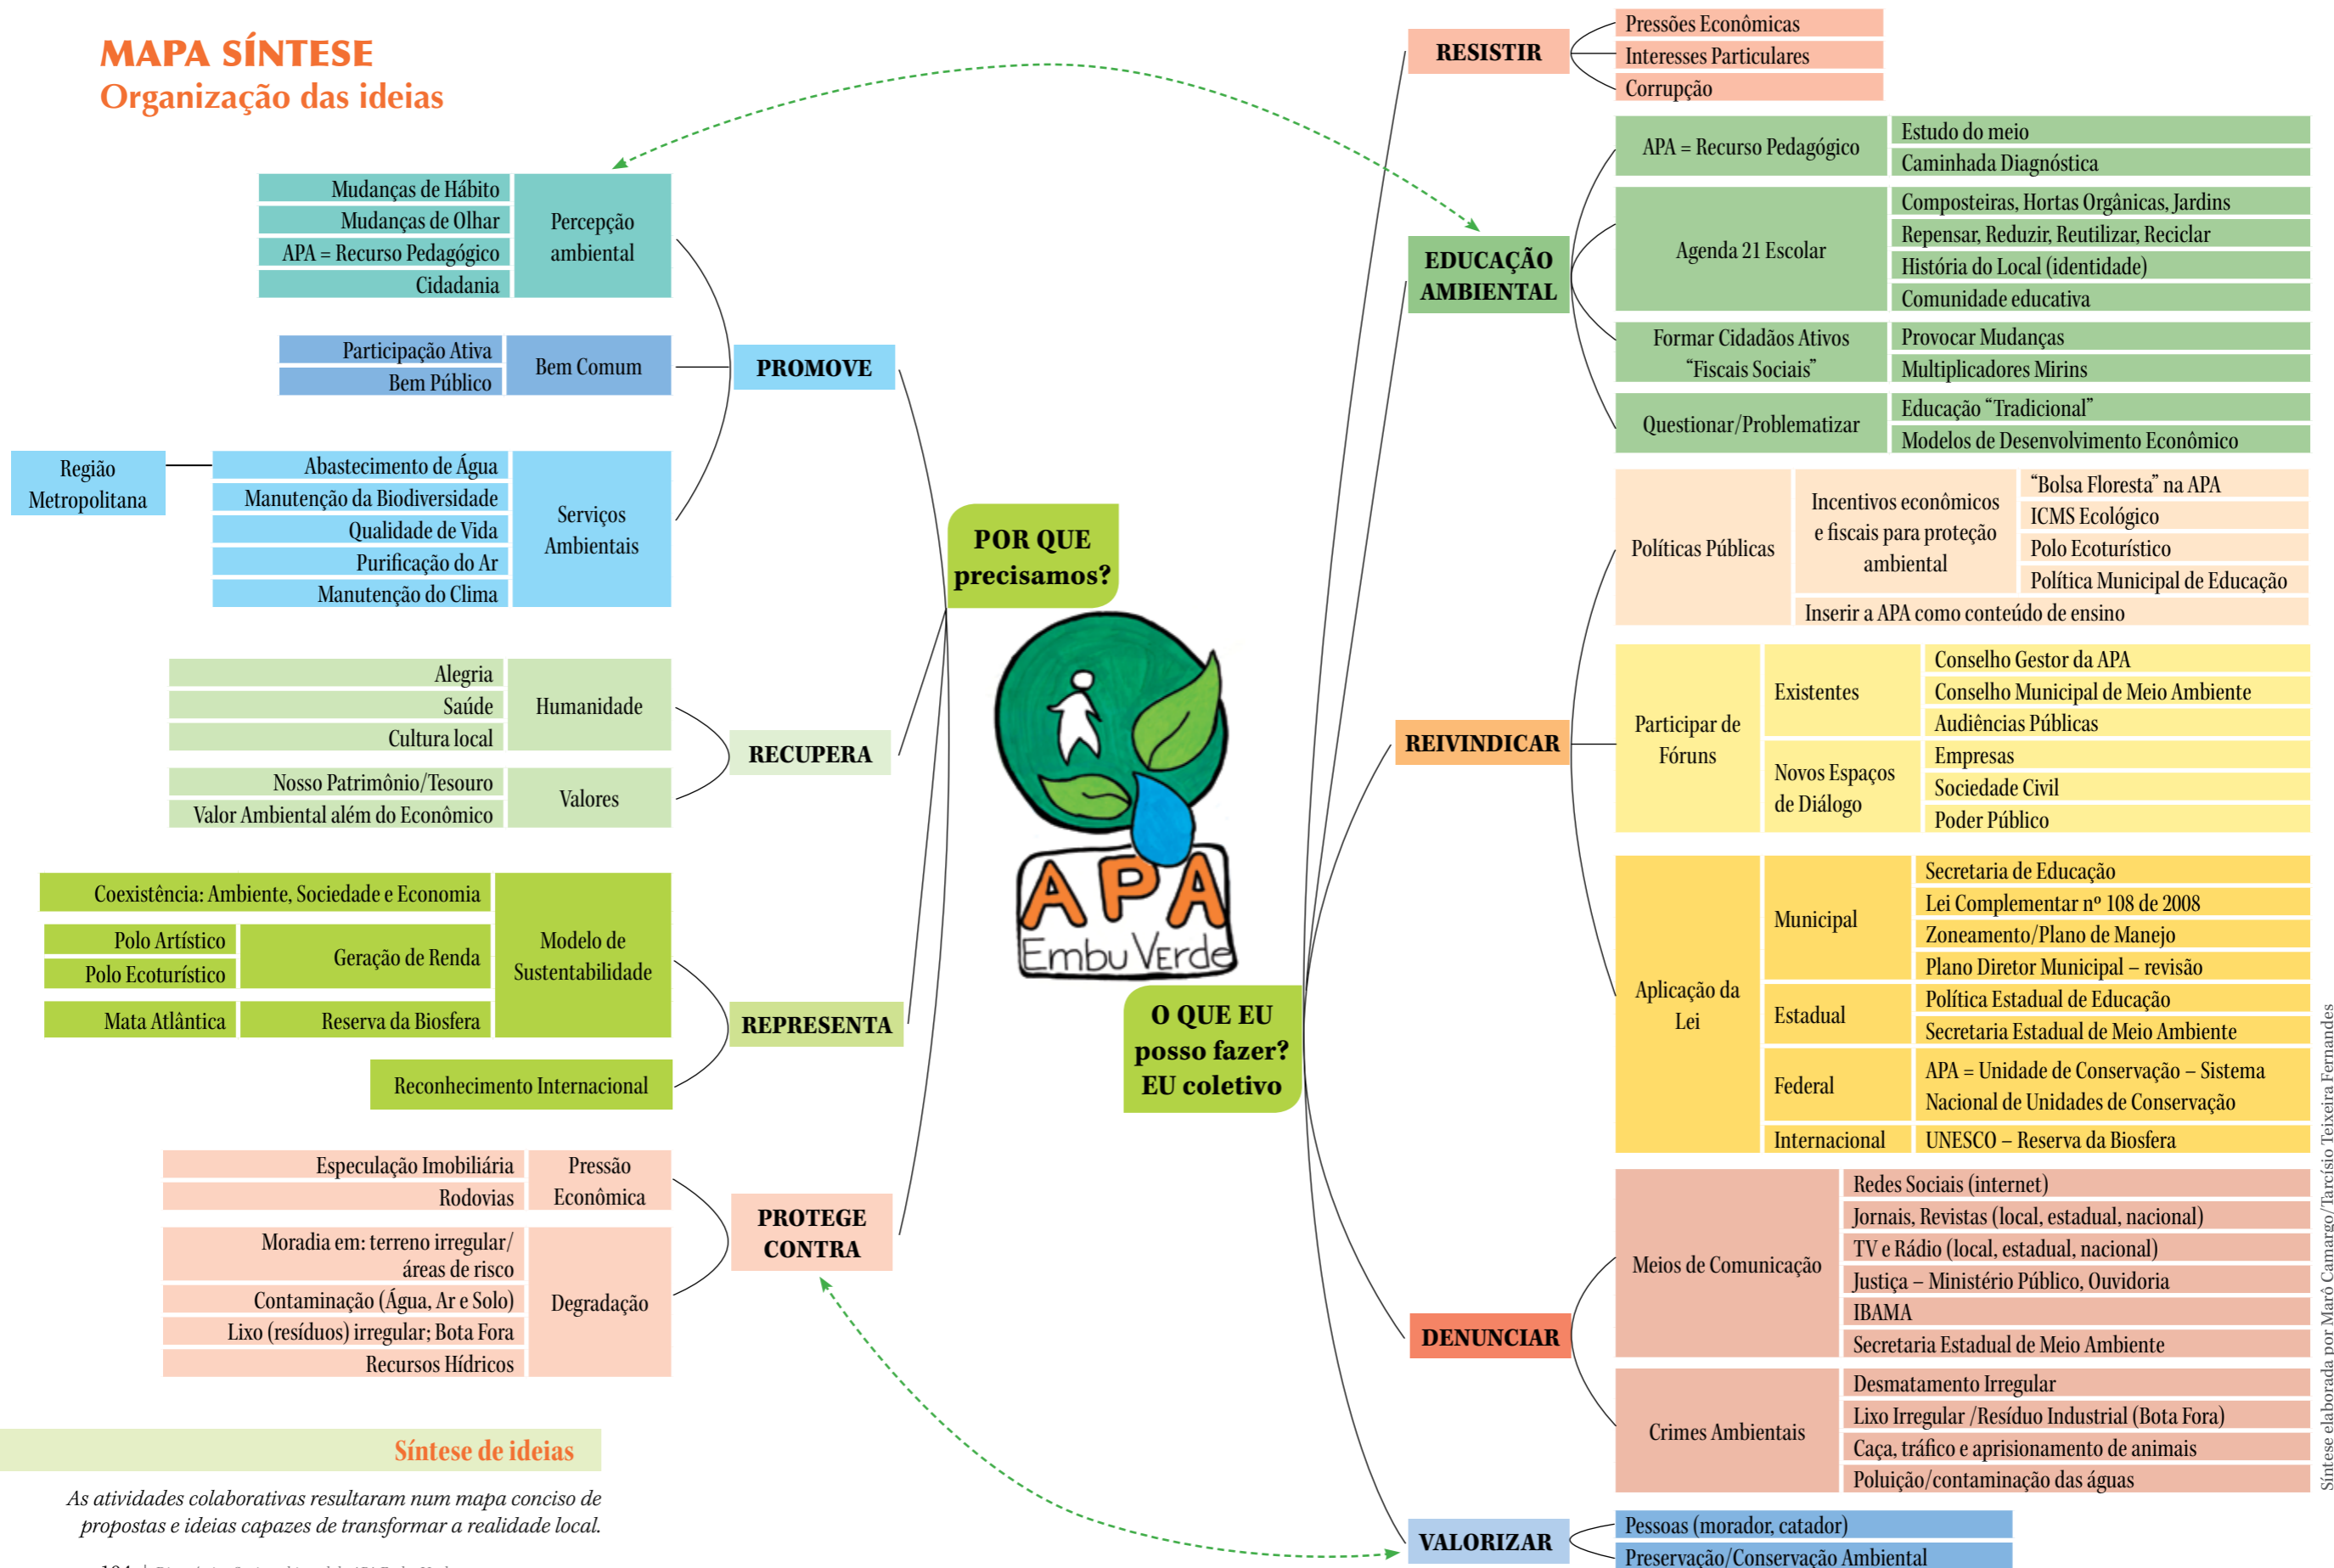 MAPA SÍNTESE
Organização das ideias
Mudanças de Hábito
Mudanças de Olhar
APA = Recurso Pedagógico
Cidadania
Percepção
ambiental
Participação Ativa
Bem Público
Bem Comum
PROMOVE
Região
Metropolitana
Abastecimento de Água
Manutenção da Biodiversidade
Qualidade de Vida
Purificação do Ar
Manutenção do Clima
Serviços
Ambientais
Alegria
Saúde
Cultura local
Humanidade
Nosso Patrimônio/Tesouro
Valor Ambiental além do Econômico
Valores
RECUPERA
Coexistência: Ambiente, Sociedade e Economia
Polo Artístico
Polo Ecoturístico
Geração de Renda
Mata Atlântica
Reserva da Biosfera
Modelo de
Sustentabilidade
Reconhecimento Internacional
REPRESENTA
Especulação Imobiliária
Rodovias
Pressão
Econômica
Moradia em: terreno irregular/
áreas de risco
Contaminação (Água, Ar e Solo)
Lixo (resíduos) irregular; Bota Fora
Recursos Hídricos
Degradação
PROTEGE
CONTRA
Síntese de ideias
As atividades colaborativas resultaram num mapa conciso de
propostas e ideias capazes de transformar a realidade local.
POR QUE
precisamos?
APA
Embu Verde
O QUE EU
posso fazer?
EU coletivo
RESISTIR
Pressões Econômicas
Interesses Particulares
Corrupção
EDUCAÇÃO
AMBIENTAL
APA = Recurso Pedagógico
Estudo do meio
Caminhada Diagnóstica
Agenda 21 Escolar
Composteiras, Hortas Orgânicas, Jardins
Repensar, Reduzir, Reutilizar, Reciclar
História do Local (identidade)
Comunidade educativa
Formar Cidadãos Ativos
“Fiscais Sociais”
Provocar Mudanças
Multiplicadores Mirins
Questionar/Problematizar
Educação “Tradicional”
Modelos de Desenvolvimento Econômico
REIVINDICAR
Políticas Públicas
Incentivos econômicos
e fiscais para proteção
ambiental
“Bolsa Floresta” na APA
ICMS Ecológico
Polo Ecoturístico
Política Municipal de Educação
Inserir a APA como conteúdo de ensino
Participar de
Fóruns
Existentes
Conselho Gestor da APA
Conselho Municipal de Meio Ambiente
Audiências Públicas
Novos Espaços
de Diálogo
Empresas
Sociedade Civil
Poder Público
Aplicação da
Lei
Municipal
Secretaria de Educação
Lei Complementar nº 108 de 2008
Zoneamento/Plano de Manejo
Plano Diretor Municipal – revisão
Estadual
Política Estadual de Educação
Secretaria Estadual de Meio Ambiente
Federal
APA = Unidade de Conservação – Sistema
Nacional de Unidades de Conservação
Internacional
UNESCO – Reserva da Biosfera
DENUNCIAR
Meios de Comunicação
Redes Sociais (internet)
Jornais, Revistas (local, estadual, nacional)
TV e Rádio (local, estadual, nacional)
Justiça – Ministério Público, Ouvidoria
IBAMA
Secretaria Estadual de Meio Ambiente
Crimes Ambientais
Desmatamento Irregular
Lixo Irregular /Resíduo Industrial (Bota Fora)
Caça, tráfico e aprisionamento de animais
Poluição/contaminação das águas
VALORIZAR
Pessoas (morador, catador)
Preservação/Conservação Ambiental
Síntese elaborada por Marô Camargo/Tarcísio Teixeira Fernandes